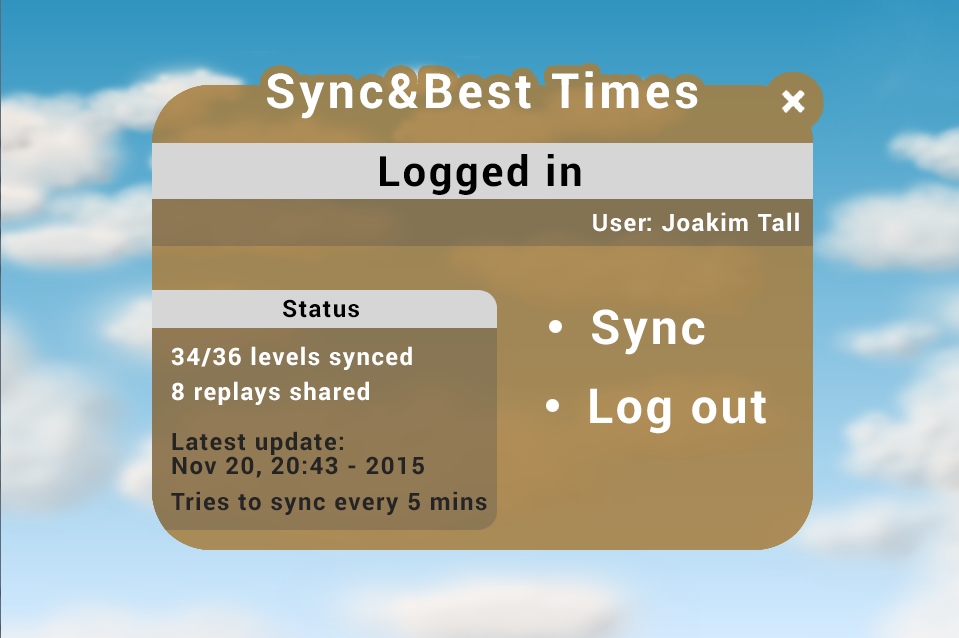 Sync&Best Times
Logged in
User: Joakim Tall
Status
34/36 levels synced
8 replays shared
Latest update:
Nov 20, 20:43 - 2015
Tries to sync every 5 mins
• Sync
• Log out